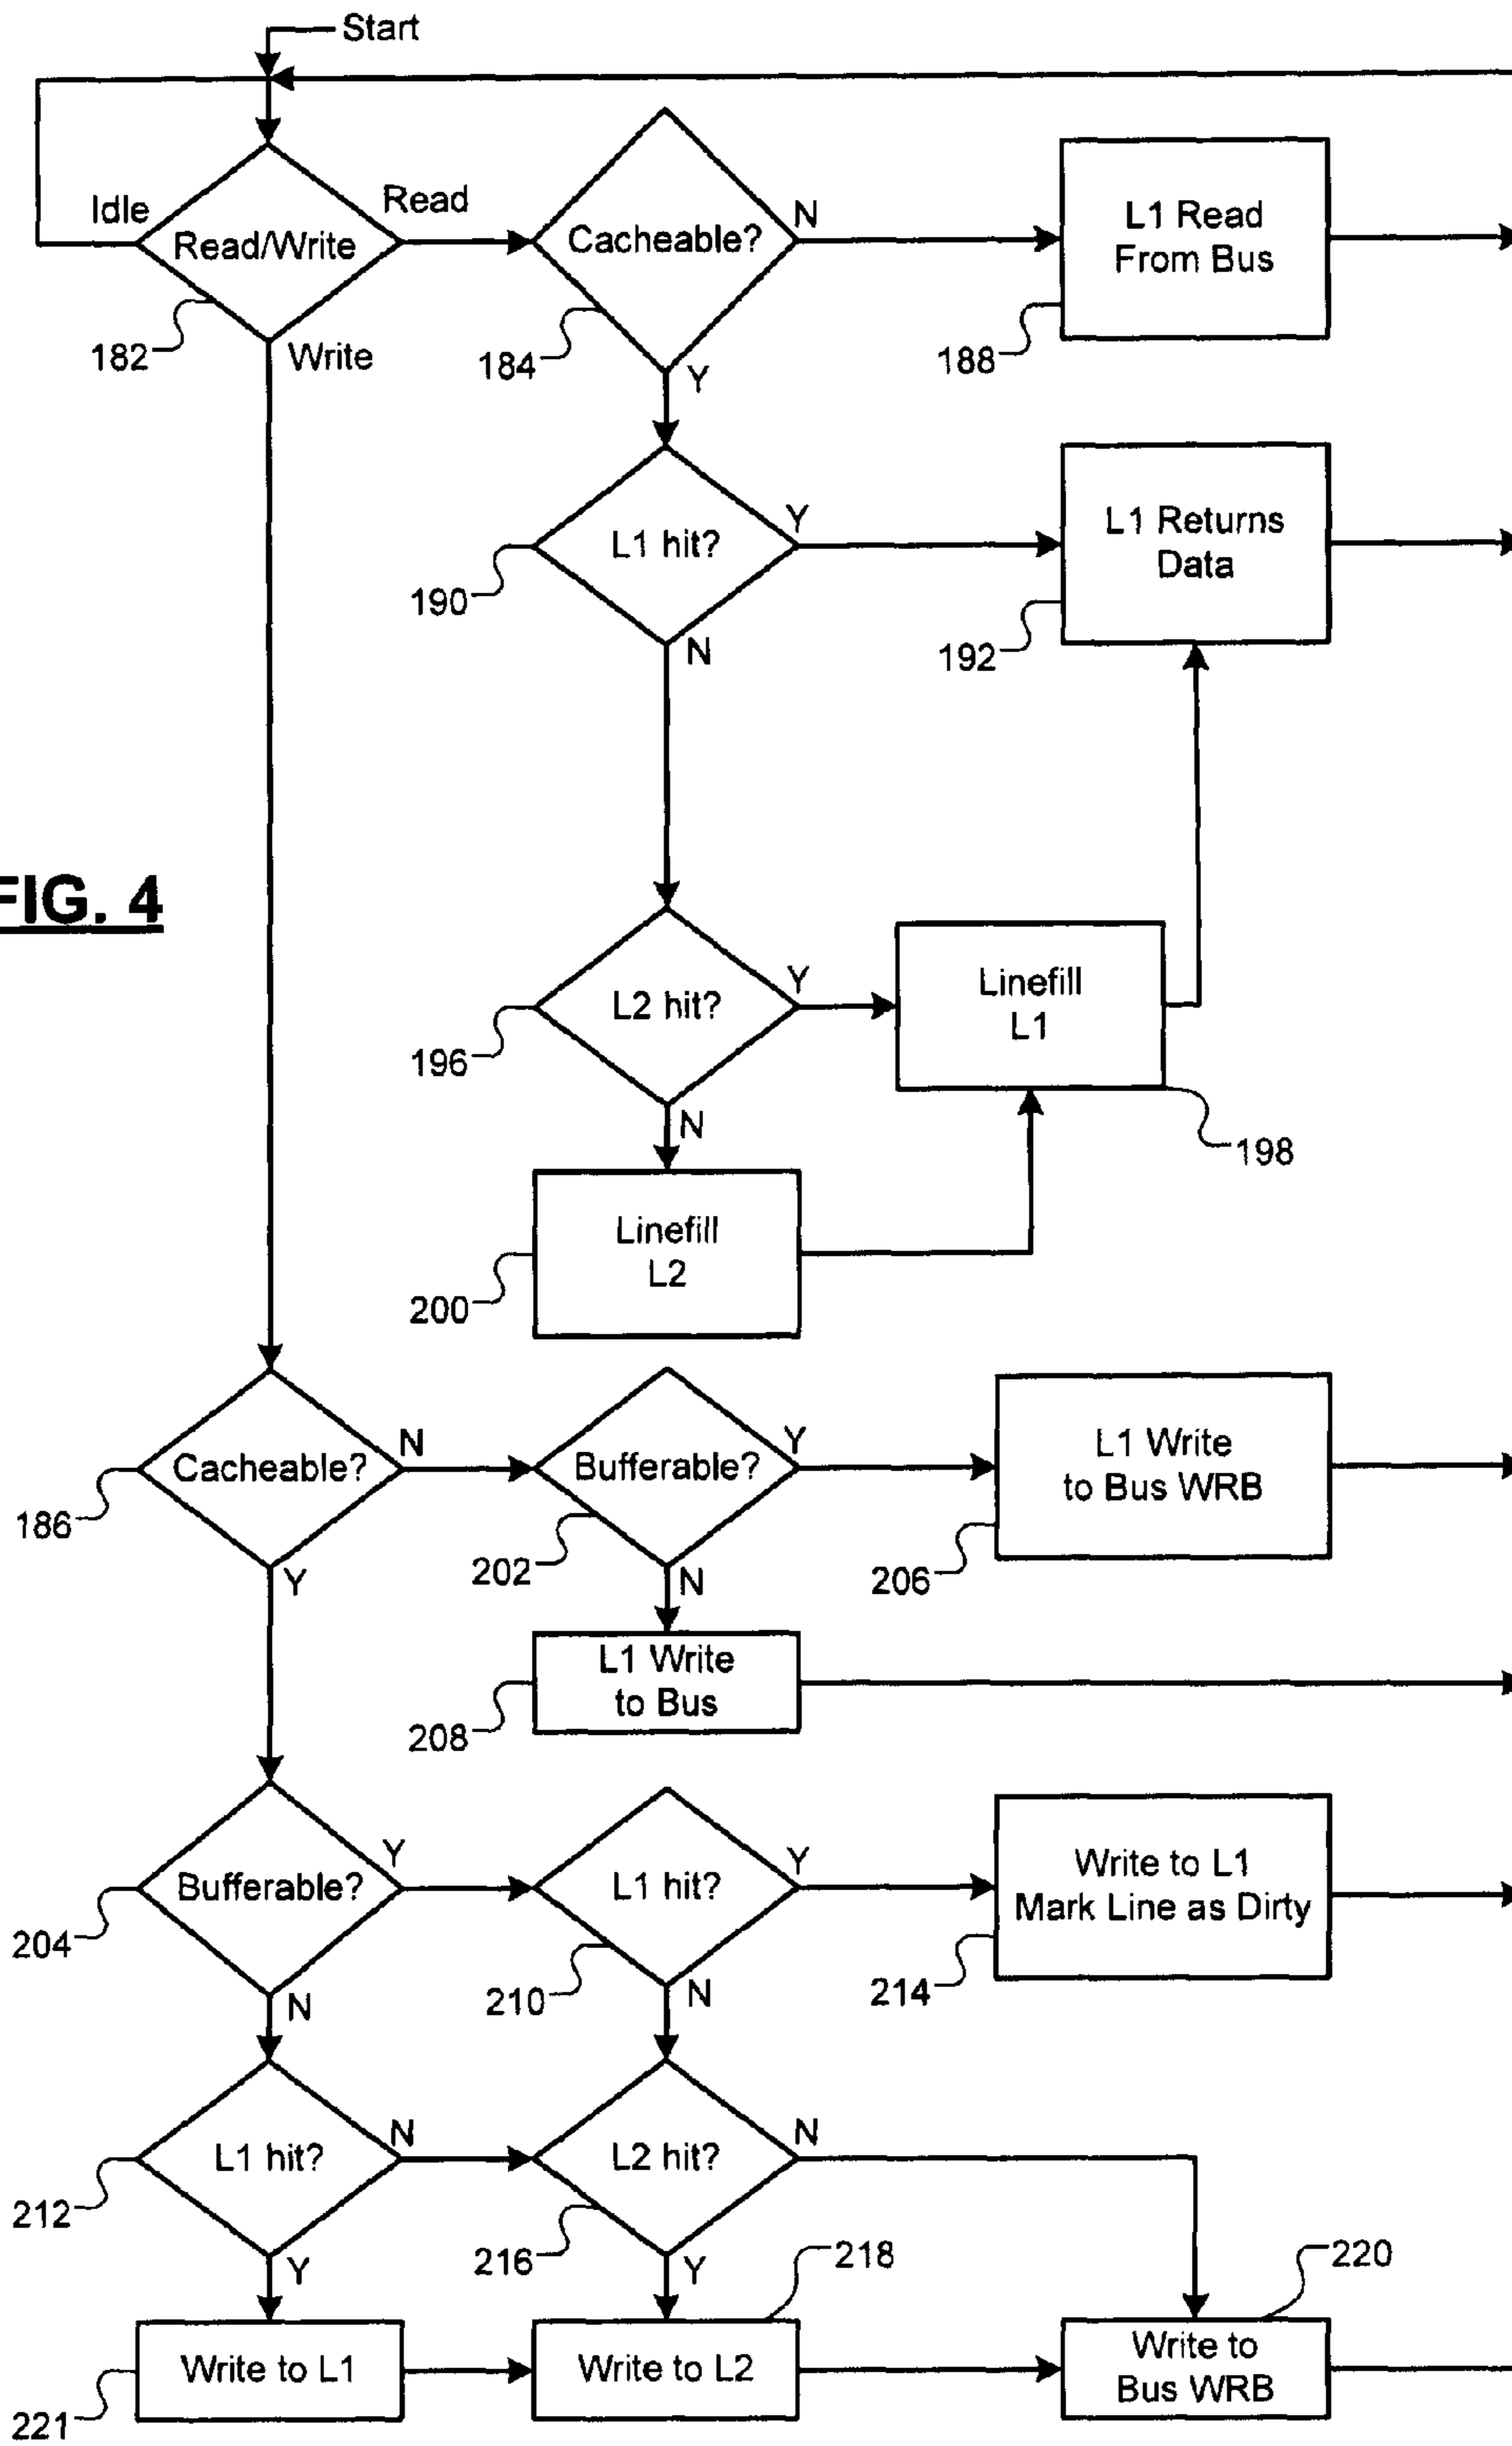 Start
Idle
Read/Write
Read
182
Write
Cacheable?
N
184
Y
L1 Read
From Bus
188
L1 hit?
Y
190
N
L1 Returns
Data
192
FIG. 4
L2 hit?
Y
196
N
Linefill
L1
198
Linefill
L2
200
Cacheable?
N
186
Y
Bufferable?
Y
202
N
L1 Write
to Bus WRB
206
L1 Write
to Bus
208
Bufferable?
Y
204
N
L1 hit?
Y
210
N
Write to L1
Mark Line as Dirty
214
L1 hit?
N
212
Y
L2 hit?
N
216
Y
218
220
Write to L1
221
Write to L2
Write to
Bus WRB